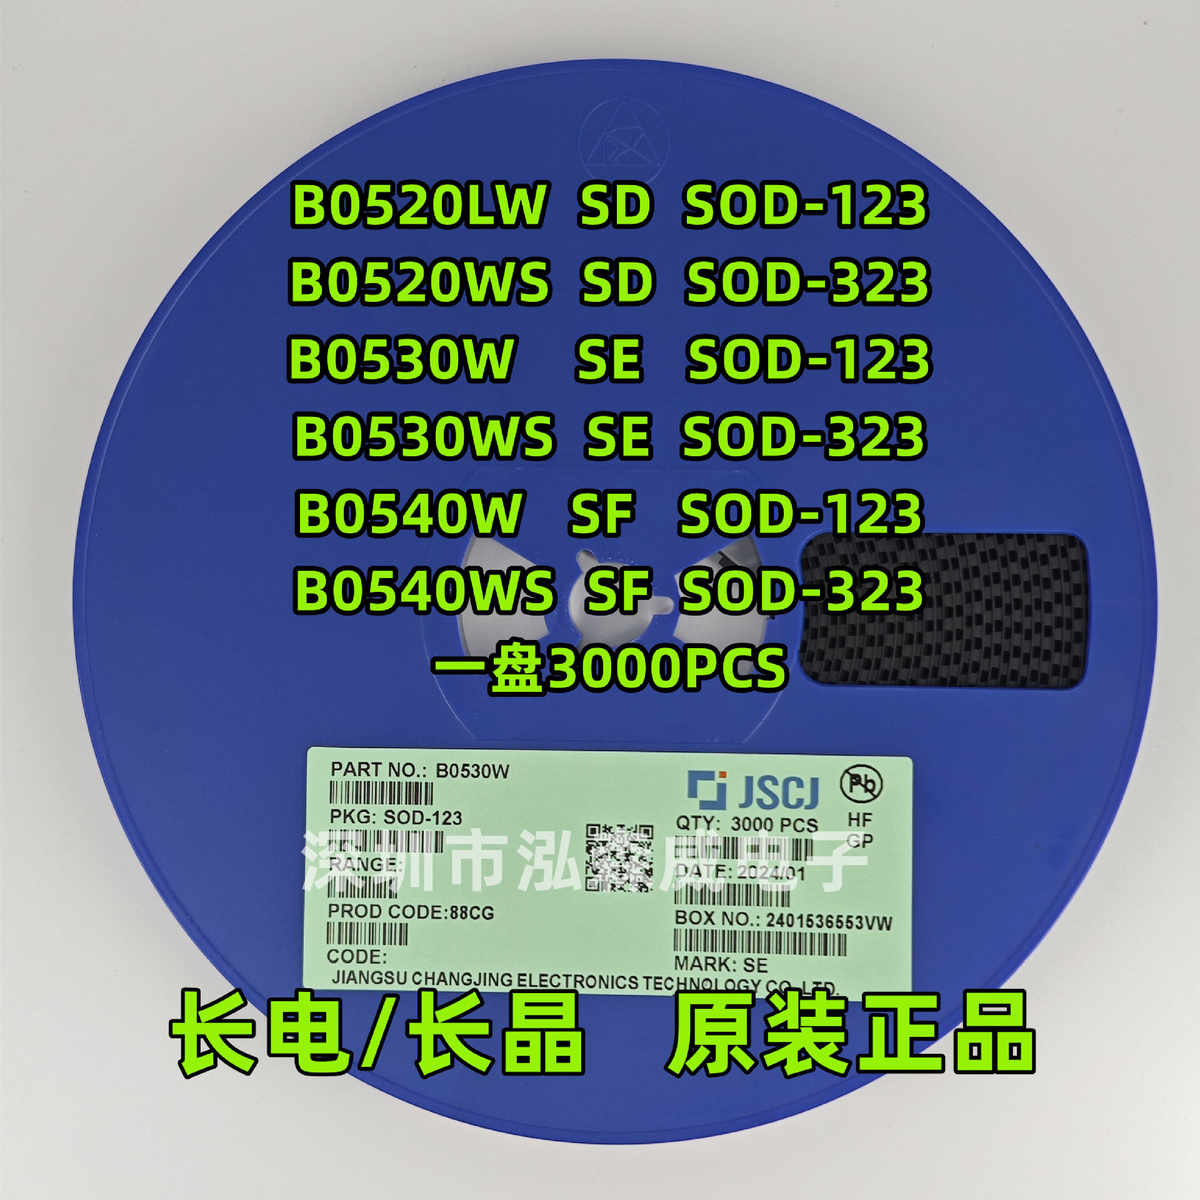 B0520LW SD SOD-123
B0520WS SD SOD-323
B0530W SE SOD-123
B0530WS SE SOD-323
B0540W SF SOD-123
B0540WS SF SOD-323
一盘3000PCS
PART NO.: B0530W
JSCJ
Pb
PKG: SOD-123
QTY: 3000 PCS
HF
GP
深圳市泓 威电子
RANGE:
DATE: 2024/01
PROD CODE:88CG
BOX NO.: 2401536553VW
CODE:
MARK: SE
JIANGSU CHANGJING ELECTRONICS TECHNOLOGY CO.,LTD.
长电/长晶 原装正品